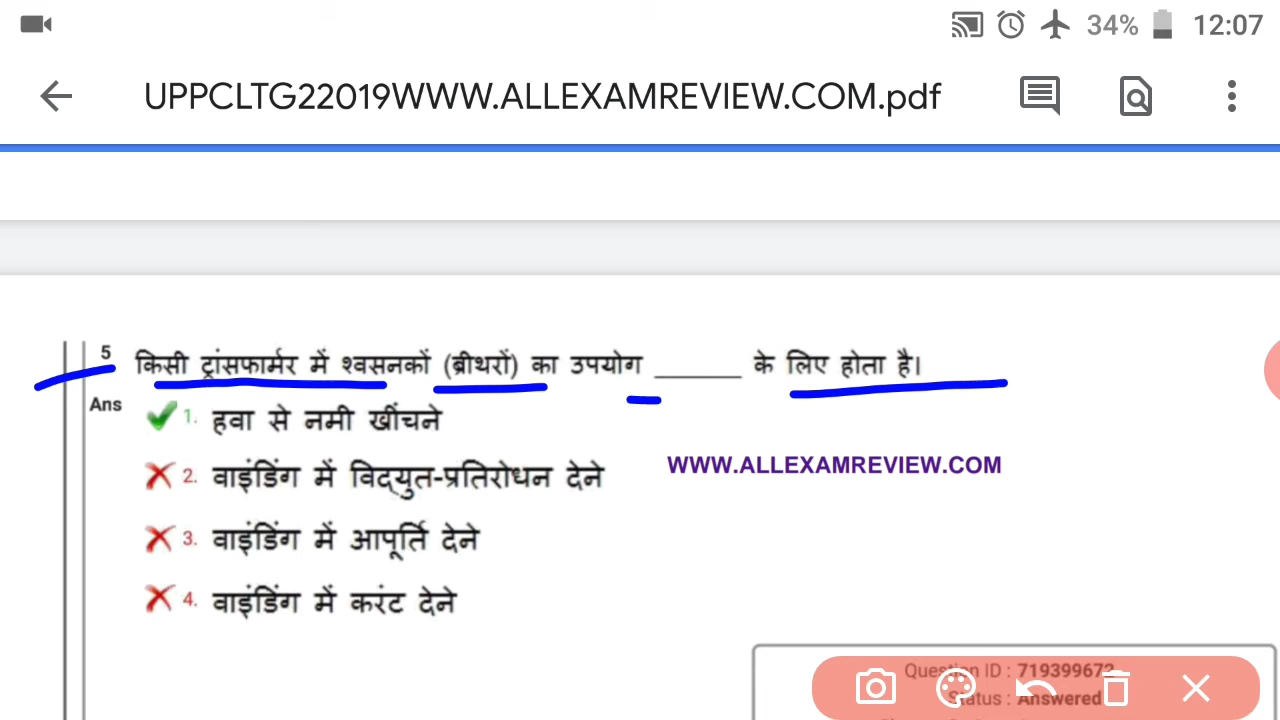 34% 12:07
UPPCLTG22019WWW.ALLEXAMREVIEW.COM.pdf
5 किसी ट्रांसफार्मर में श्वसनकों (ब्रीथरों) का उपयोग ______ के लिए होता है।
Ans 1. हवा से नमी खींचने
2. वाइंडिंग में विद्युत-प्रतिरोधन देने
WWW.ALLEXAMREVIEW.COM
3. वाइंडिंग में आपूर्ति देने
4. वाइंडिंग में करंट देने
Question ID : 719399672
Status : Answered